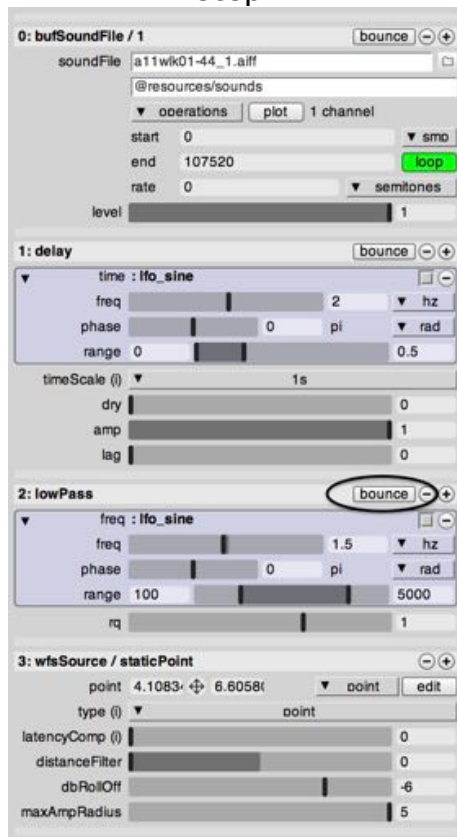 0: bufSoundFile / 1 bounce
soundFile a11wlk01-44_1.aiff
@resources/sounds
operations plot 1 channel
start 0 smp
end 107520 loop
rate 0 semitones
level 1
1: delay bounce
time : lfo_sine
freq 2 hz
phase 0 pi rad
range 0 0.5
timeScale (i) 1s
dry 0
amp 1
lag 0
2: lowPass bounce
freq : lfo_sine
freq 1.5 hz
phase 0 pi rad
range 100 5000
rq 1
3: wfsSource / staticPoint
point 4.1083 6.6058 point edit
type (i) point
latencyComp (i) 0
distanceFilter 0
dbRollOff -6
maxAmpRadius 5